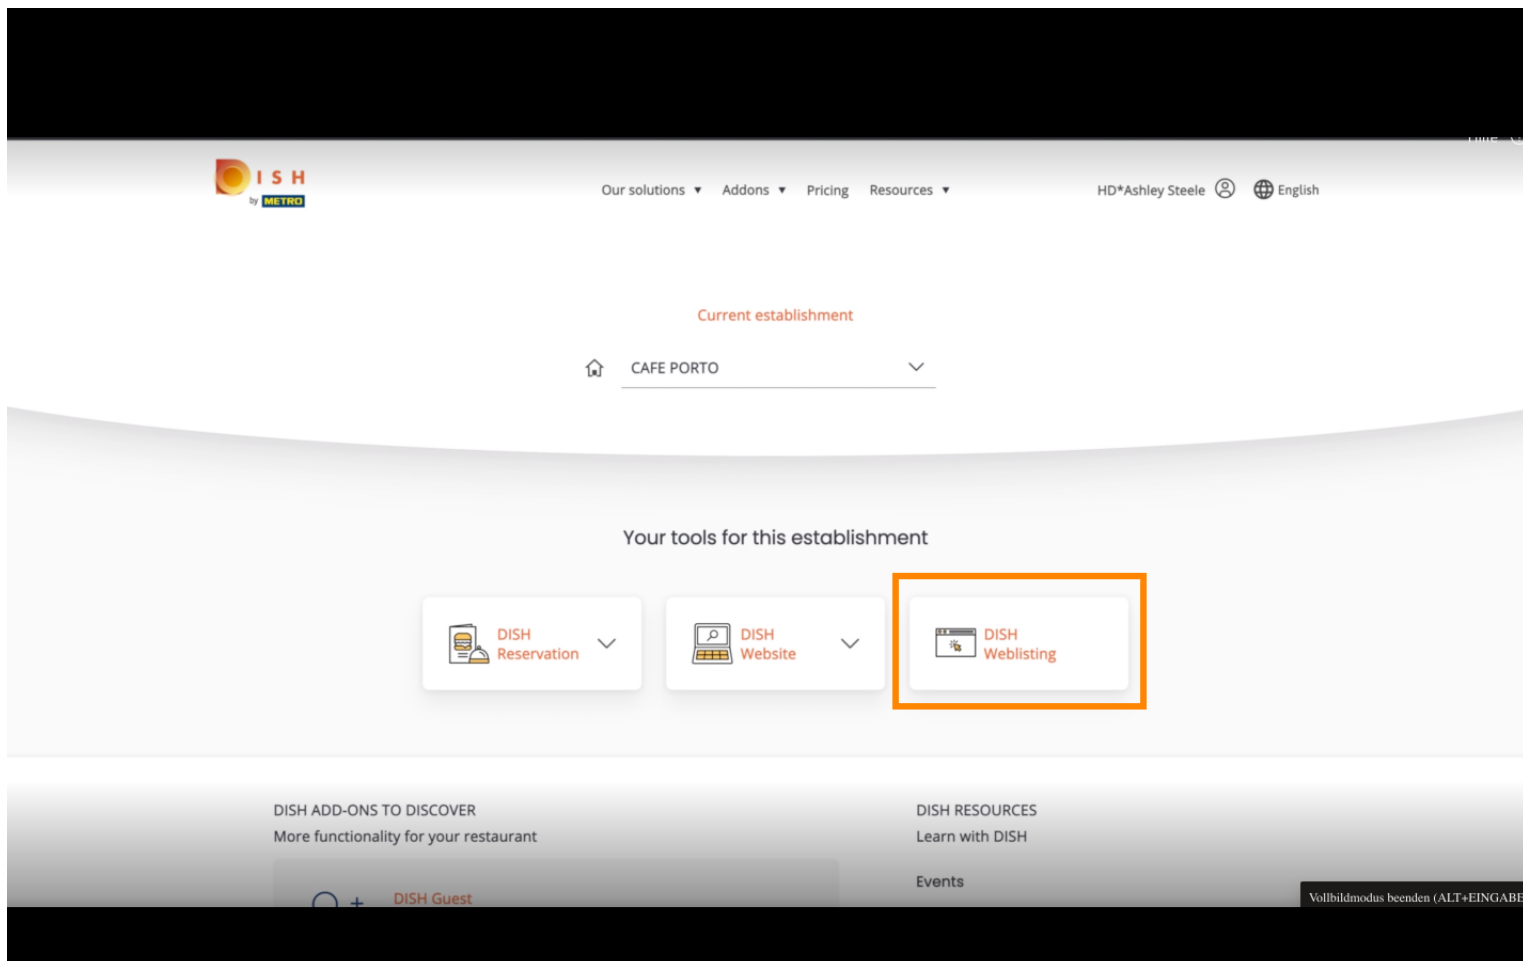 DISH
by METRO
Our solutions ▼ Addons ▼ Pricing Resources ▼ HD*Ashley Steele English
Current establishment
CAFE PORTO
Your tools for this establishment
DISH
Reservation
DISH
Website
DISH
Weblisting
DISH ADD-ONS TO DISCOVER
More functionality for your restaurant
DISH Guest
DISH RESOURCES
Learn with DISH
Events
Vollbildmodus beenden (ALT+EINGABE